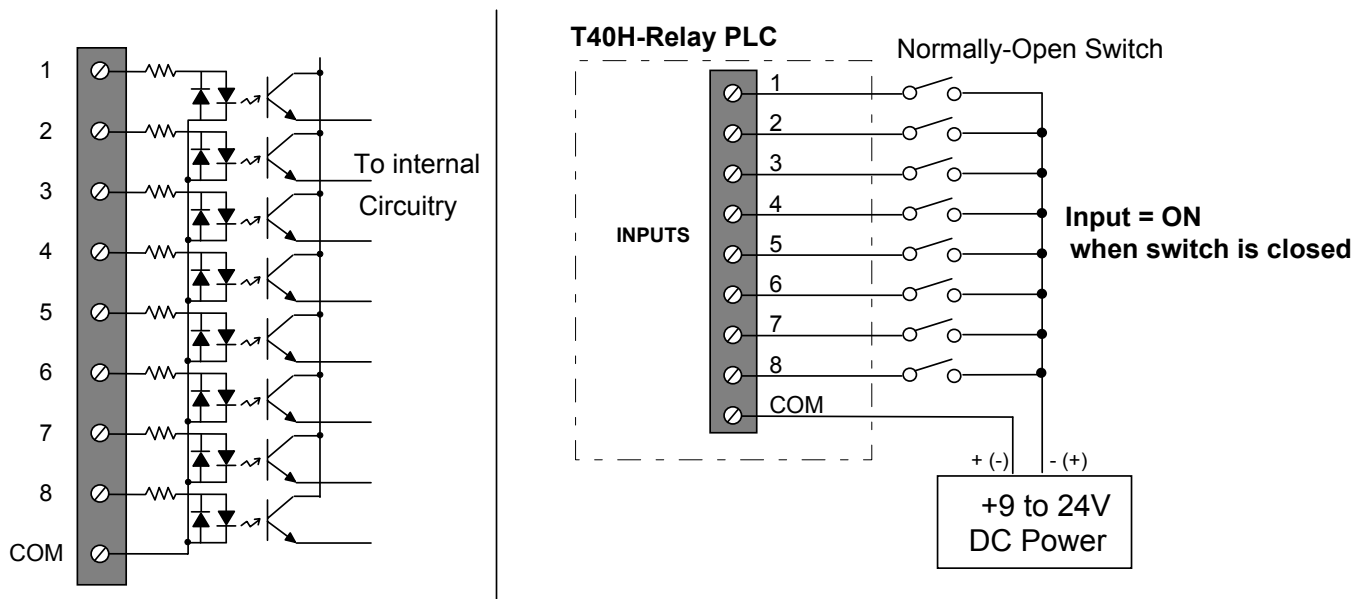 1
2
3
4
5
6
7
8
COM
To internal
Circuitry
T40H-Relay PLC
Normally-Open Switch
INPUTS
1
2
3
4
5
6
7
8
COM
Input = ON
when switch is closed
+ (-)
- (+)
+9 to 24V
DC Power